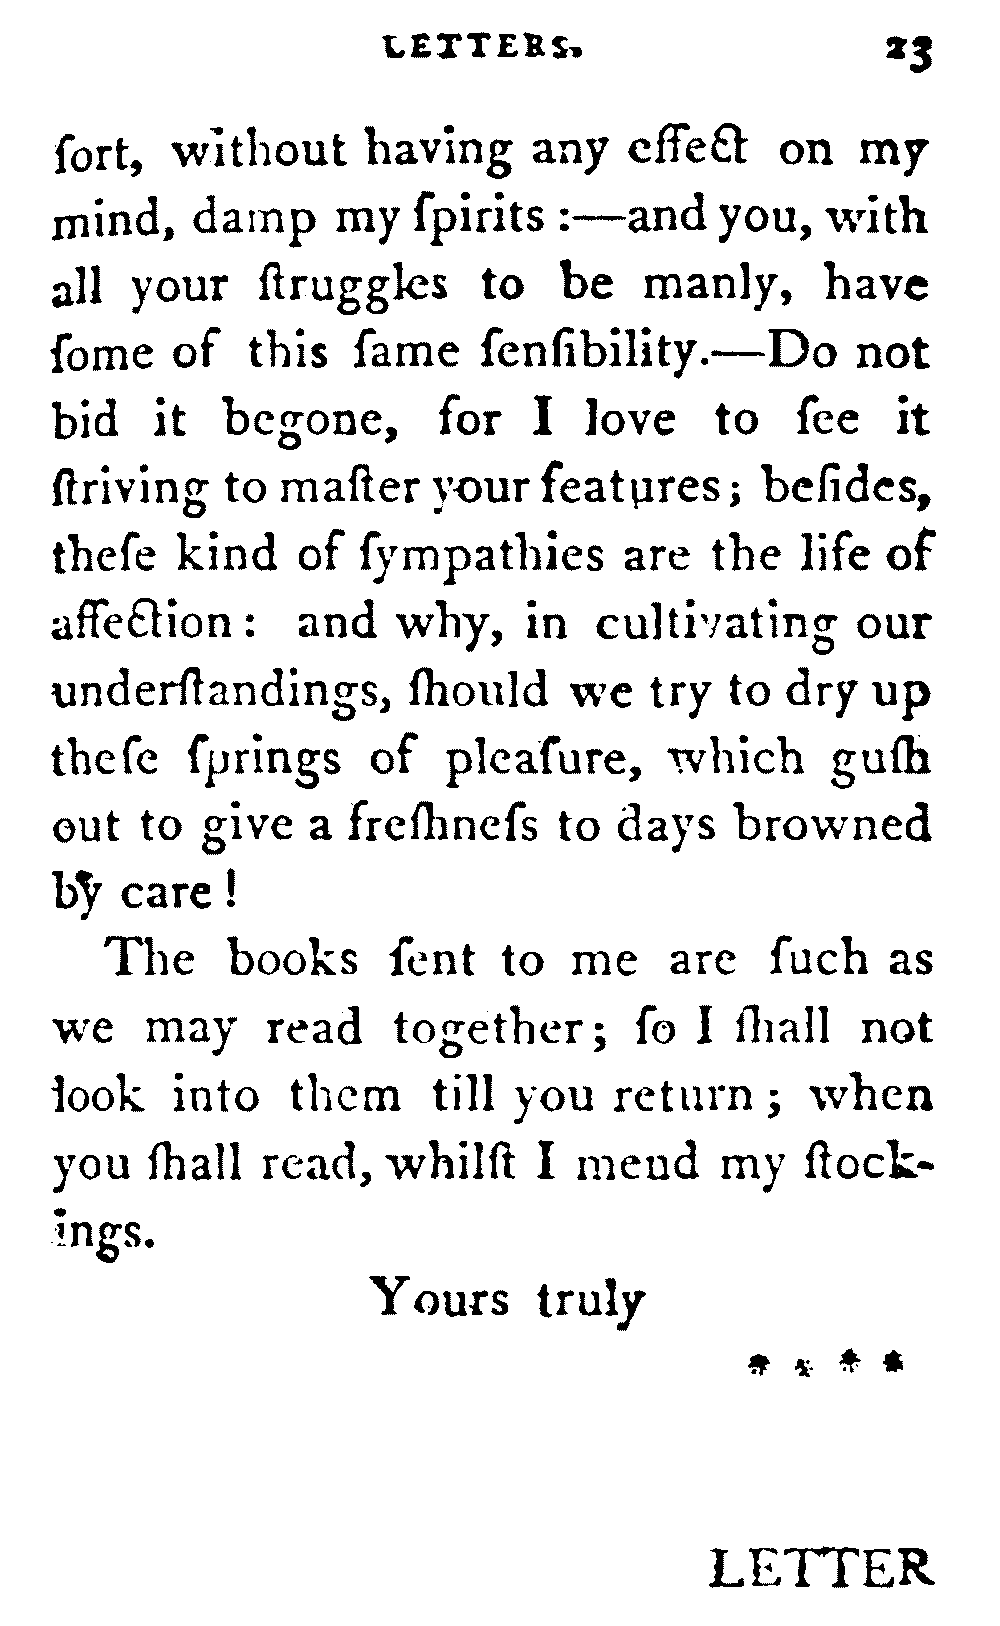 LETTERS. 23
ſort, without having any effect on my
mind, damp my ſpirits :—and you, with
all your ſtruggles to be manly, have
ſome of this ſame ſenſibility.—Do not
bid it begone, for I love to ſee it
ſtriving to maſter your features; beſides,
theſe kind of ſympathies are the life of
affection: and why, in cultivating our
underſtandings, ſhould we try to dry up
theſe ſprings of pleaſure, which guſh
out to give a freſhneſs to days browned
by care!
The books ſent to me are ſuch as
we may read together; ſo I ſhall not
look into them till you return; when
you ſhall read, whilſt I mend my ſtock-
ings.
Yours truly
* * * *
LETTER